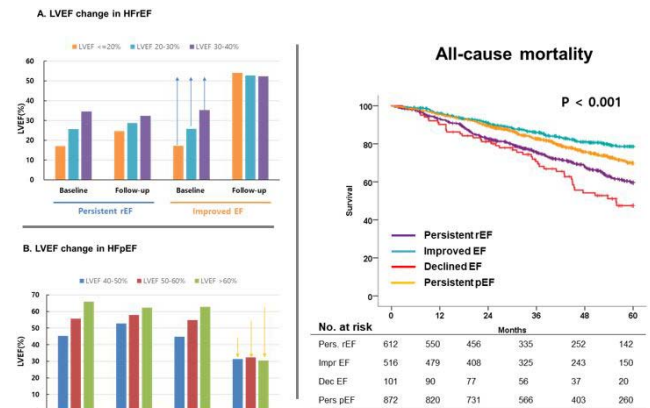 A. LVEF change in HFrEF
LVEF <=20% LVEF 20-30% LVEF 30-40%
60
50
40
30
20
10
0
LVEF(%)
Baseline Follow-up Baseline Follow-up
Persistent rEF Improved EF
B. LVEF change in HFpEF
LVEF 40-50% LVEF 50-60% LVEF >60%
70
60
50
40
30
20
10
LVEF(%)
All-cause mortality
P < 0.001
100
80
60
40
20
0
Survival
Persistent rEF
Improved EF
Declined EF
Persistent pEF
0 12 24 36 48 60
Months
No. at risk
Pers. rEF 612 550 456 335 252 142
Impr EF 516 479 408 325 243 150
Dec EF 101 90 77 56 37 20
Pers pEF 872 820 731 566 403 260